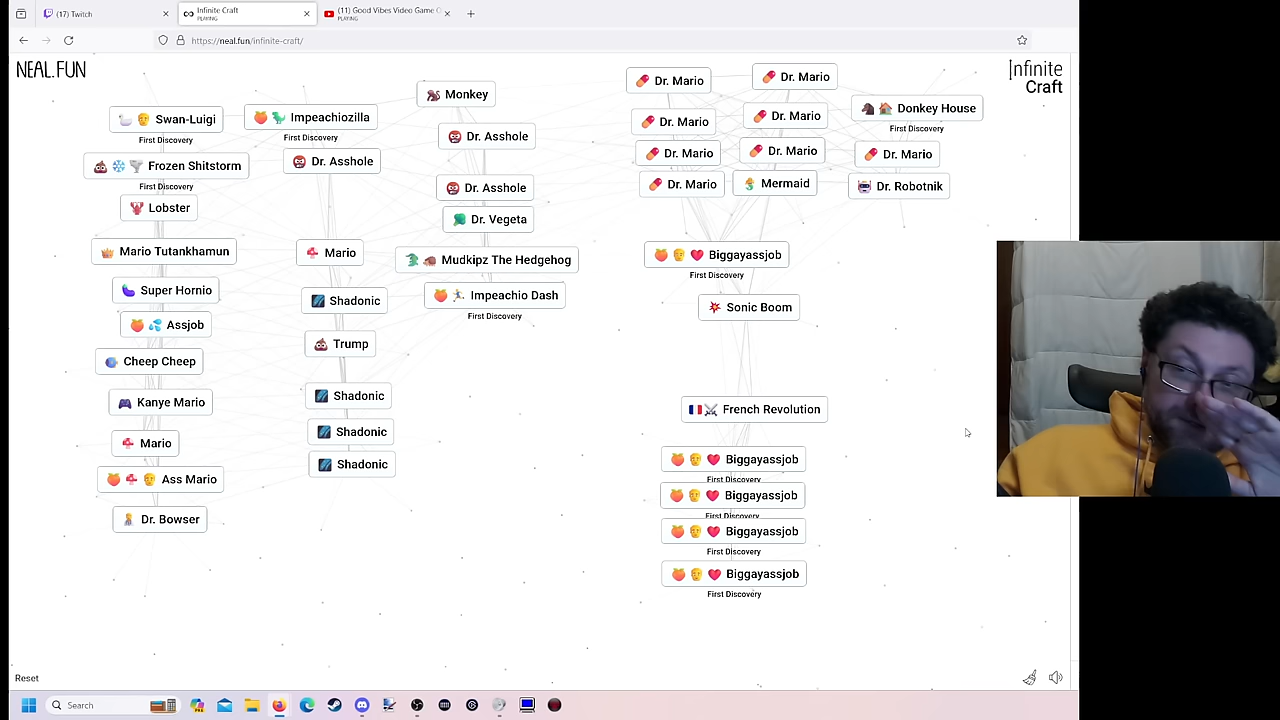 (17) Twitch
Infinite Craft
PLAYING
(11) Good Vibes Video Game
PLAYING
https://neal.fun/infinite-craft/
NEAL.FUN
Infinite
Craft
Swan-Luigi
First Discovery
Frozen Shitstorm
First Discovery
Lobster
Mario Tutankhamun
Super Hornio
Assjob
Cheep Cheep
Kanye Mario
Mario
Ass Mario
Dr. Bowser
Impeachiozilla
First Discovery
Dr. Asshole
Mario
Shadonic
Trump
Shadonic
Shadonic
Shadonic
Monkey
Dr. Asshole
Dr. Asshole
Dr. Vegeta
Mudkipz The Hedgehog
Impeachio Dash
First Discovery
Dr. Mario
Dr. Mario
Dr. Mario
Dr. Mario
Dr. Mario
Dr. Mario
Dr. Mario
Mermaid
Donkey House
First Discovery
Dr. Mario
Dr. Robotnik
Biggayassjob
First Discovery
Sonic Boom
French Revolution
Biggayassjob
First Discovery
Biggayassjob
First Discovery
Biggayassjob
First Discovery
Biggayassjob
First Discovery
Reset
Search